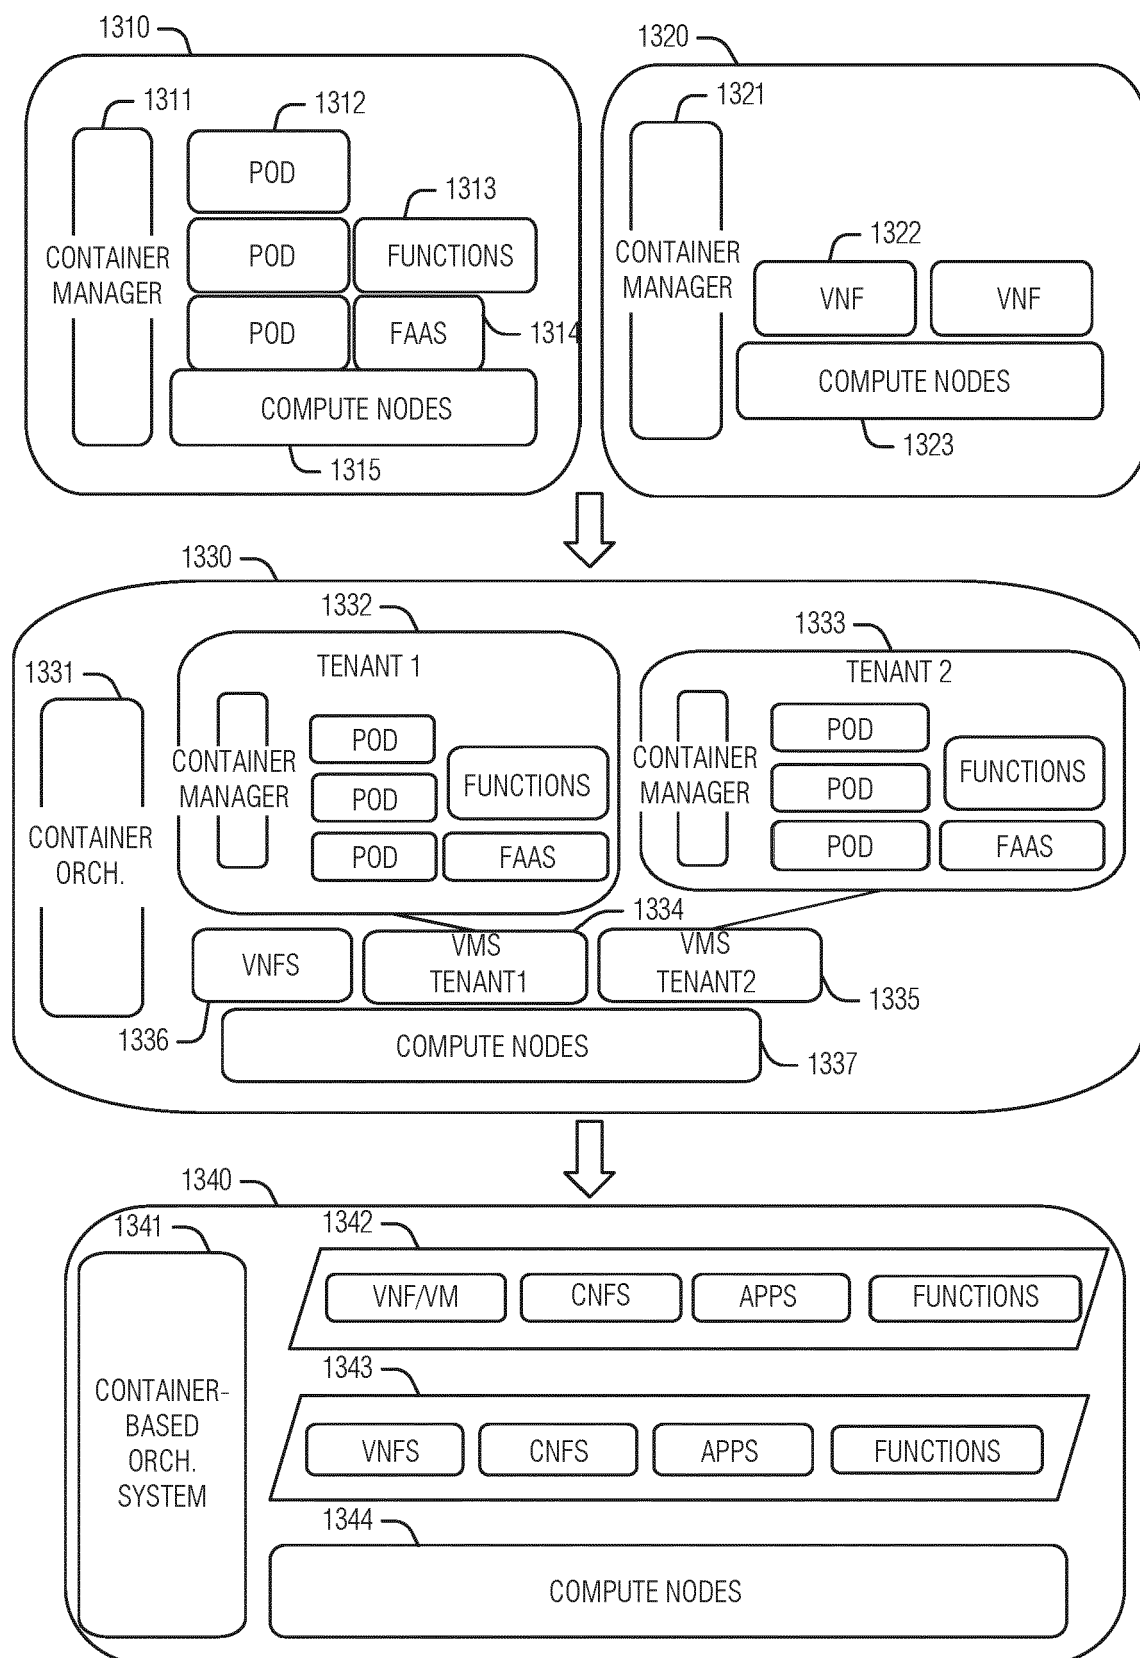 1310
1320
1311
1312
1321
POD
1313
CONTAINER
MANAGER
POD
FUNCTIONS
CONTAINER
MANAGER
1322
POD
FAAS
1314
VNF
VNF
COMPUTE NODES
COMPUTE NODES
1315
1323
1330
1332
1333
1331
TENANT 1
TENANT 2
POD
POD
CONTAINER
MANAGER
FUNCTIONS
CONTAINER
MANAGER
FUNCTIONS
POD
POD
CONTAINER
ORCH.
POD
FAAS
POD
FAAS
1334
VNFS
VMS
TENANT1
VMS
TENANT2
1335
1336
COMPUTE NODES
1337
1340
1341
1342
VNF/VM
CNFS
APPS
FUNCTIONS
1343
CONTAINER-
BASED
ORCH.
SYSTEM
VNFS
CNFS
APPS
FUNCTIONS
1344
COMPUTE NODES